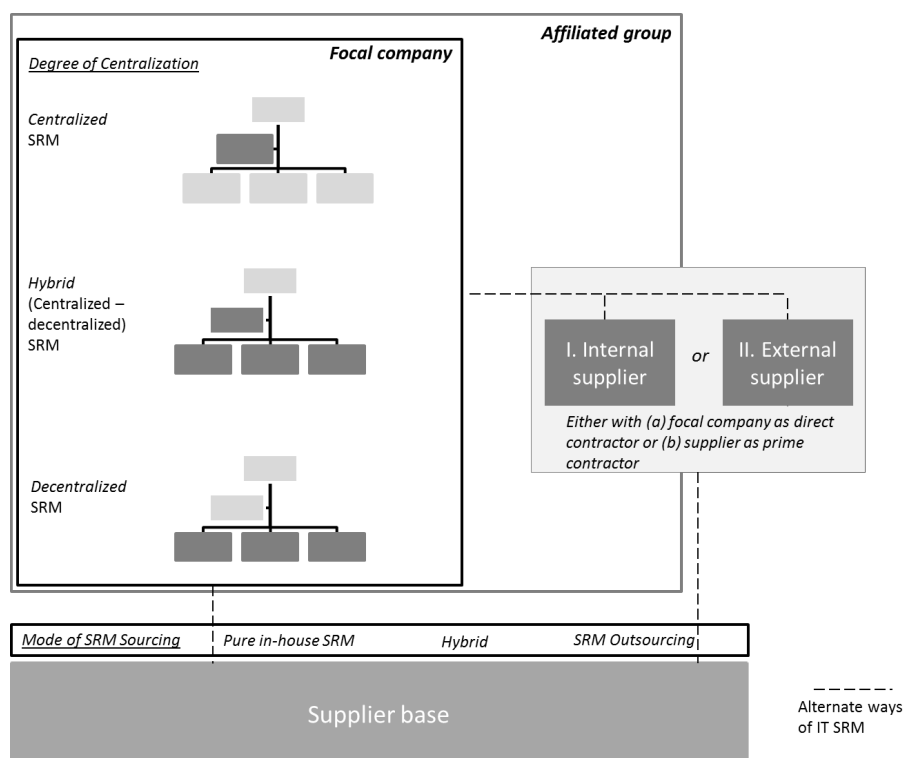 Affiliated group
Focal company
Degree of Centralization
Centralized
SRM
Hybrid
(Centralized –
decentralized)
SRM
I. Internal
supplier
or
II. External
supplier
Either with (a) focal company as direct
contractor or (b) supplier as prime
contractor
Decentralized
SRM
Mode of SRM Sourcing Pure in-house SRM Hybrid SRM Outsourcing
Supplier base
Alternate ways
of IT SRM